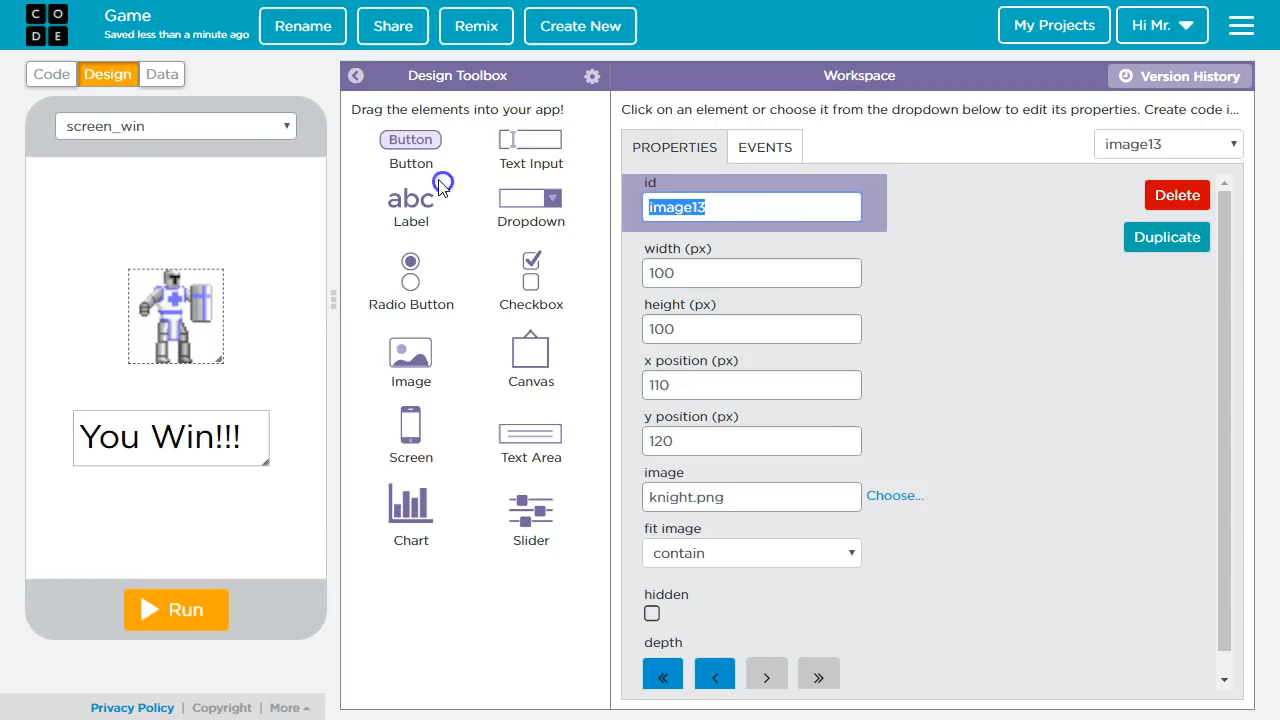 C O
D E
Game
Saved less than a minute ago
Rename
Share
Remix
Create New
My Projects
Hi Mr.
Code
Design
Data
Design Toolbox
Workspace
Version History
screen_win
Drag the elements into your app!
Click on an element or choose it from the dropdown below to edit its properties. Create code i...
Button
Button
Text Input
abc
Label
Dropdown
Radio Button
Checkbox
Image
Canvas
Screen
Text Area
Chart
Slider
PROPERTIES
EVENTS
image13
id
image13
Delete
Duplicate
width (px)
100
height (px)
100
x position (px)
110
y position (px)
120
image
knight.png
Choose...
fit image
contain
hidden
depth
You Win!!!
Run
Privacy Policy | Copyright | More